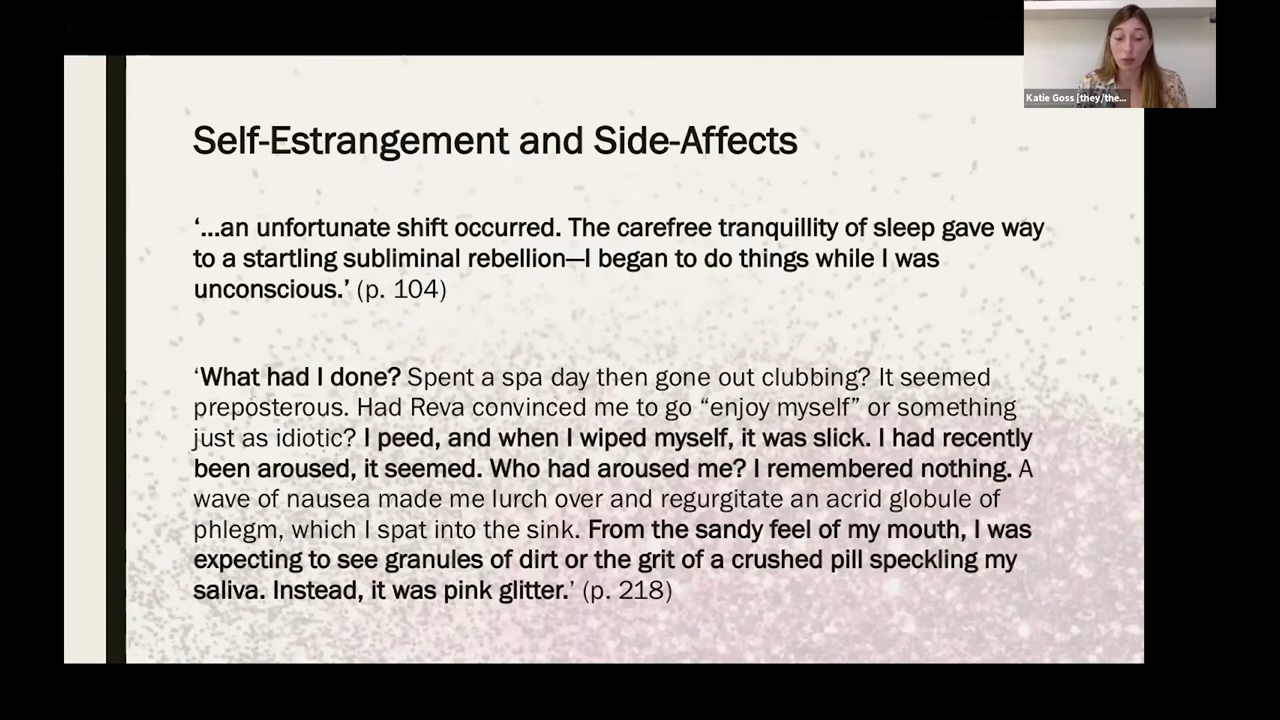 Katie Goss [they/the...
Self-Estrangement and Side-Affects
‘...an unfortunate shift occurred. The carefree tranquillity of sleep gave way
to a startling subliminal rebellion—I began to do things while I was
unconscious.’ (p. 104)
‘What had I done? Spent a spa day then gone out clubbing? It seemed
preposterous. Had Reva convinced me to go “enjoy myself” or something
just as idiotic? I peed, and when I wiped myself, it was slick. I had recently
been aroused, it seemed. Who had aroused me? I remembered nothing. A
wave of nausea made me lurch over and regurgitate an acrid globule of
phlegm, which I spat into the sink. From the sandy feel of my mouth, I was
expecting to see granules of dirt or the grit of a crushed pill speckling my
saliva. Instead, it was pink glitter.’ (p. 218)